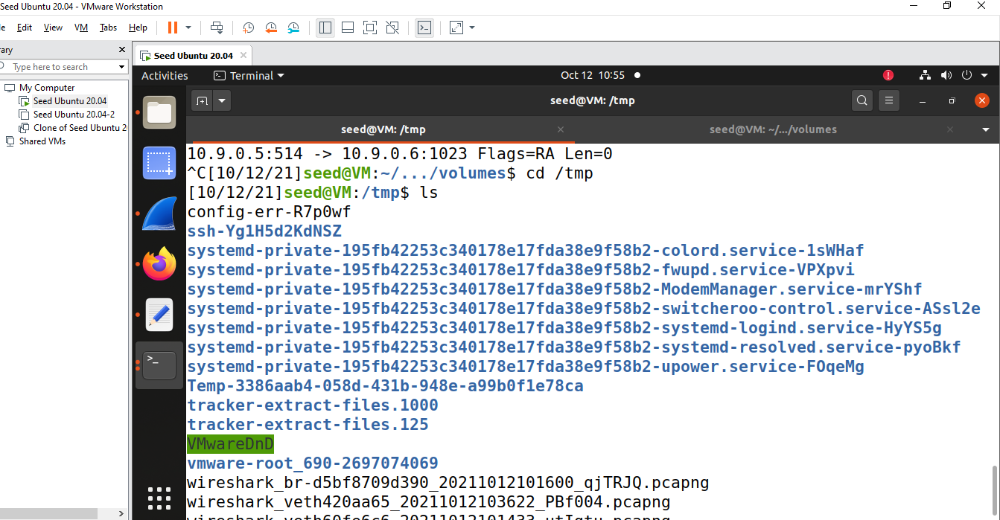 Seed Ubuntu 20.04 - VMware Workstation
Edit View VM Tabs Help
Type here to search
My Computer
Seed Ubuntu 20.04
Seed Ubuntu 20.04-2
Clone of Seed Ubuntu
Shared VMs
Seed Ubuntu 20.04
Activities Terminal Oct 12 10:55
seed@VM: /tmp
seed@VM: /tmp seed@VM: ~/.../volumes
10.9.0.5:514 -> 10.9.0.6:1023 Flags=RA Len=0
^C[10/12/21]seed@VM:~/.../volumes$ cd /tmp
[10/12/21]seed@VM:/tmp$ ls
config-err-R7p0wf
ssh-Yg1H5d2KdNSZ
systemd-private-195fb42253c340178e17fda38e9f58b2-colord.service-1sWHaf
systemd-private-195fb42253c340178e17fda38e9f58b2-fwupd.service-VPXpvi
systemd-private-195fb42253c340178e17fda38e9f58b2-ModemManager.service-mrYShf
systemd-private-195fb42253c340178e17fda38e9f58b2-switcheroo-control.service-ASsl2e
systemd-private-195fb42253c340178e17fda38e9f58b2-systemd-logind.service-HyYS5g
systemd-private-195fb42253c340178e17fda38e9f58b2-systemd-resolved.service-pyoBkf
systemd-private-195fb42253c340178e17fda38e9f58b2-upower.service-FOqeMg
Temp-3386aab4-058d-431b-948e-a99b0f1e78ca
tracker-extract-files.1000
tracker-extract-files.125
VMwareDnD
vmware-root_690-2697074069
wireshark_br-d5bf8709d390_20211012101600_qjTRJQ.pcapng
wireshark_veth420aa65_20211012103622_PBf004.pcapng